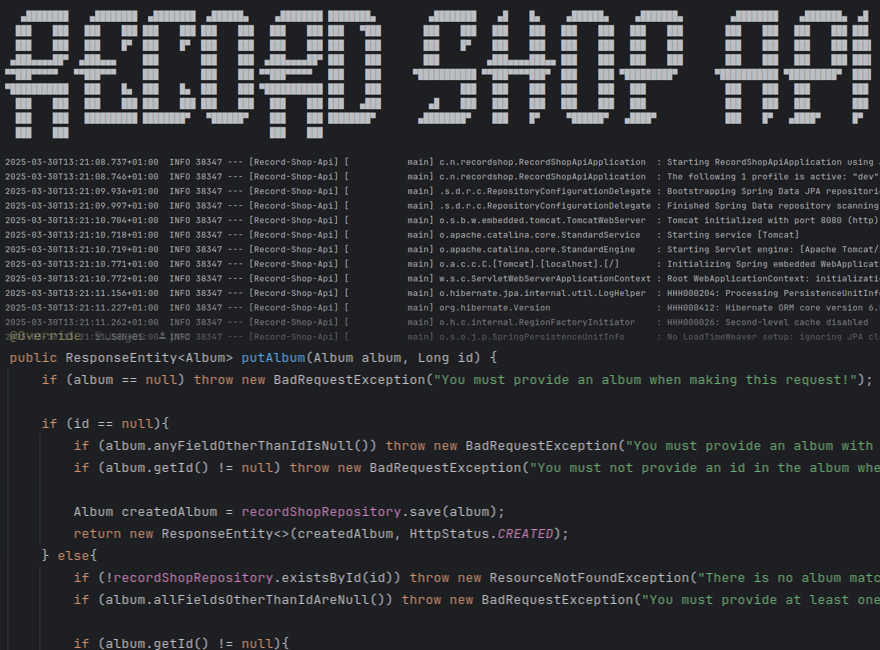 RECORD SHOP API
2025-03-30T13:21:08.737+01:00  INFO 38347 --- [Record-Shop-Api] [           main] c.n.recordshop.RecordShopApiApplication  : Starting RecordShopApiApplication using
2025-03-30T13:21:08.746+01:00  INFO 38347 --- [Record-Shop-Api] [           main] c.n.recordshop.RecordShopApiApplication  : The following 1 profile is active: "dev"
2025-03-30T13:21:09.936+01:00  INFO 38347 --- [Record-Shop-Api] [           main] .s.d.r.c.RepositoryConfigurationDelegate : Bootstrapping Spring Data JPA repositorie
2025-03-30T13:21:09.997+01:00  INFO 38347 --- [Record-Shop-Api] [           main] .s.d.r.c.RepositoryConfigurationDelegate : Finished Spring Data repository scanning
2025-03-30T13:21:10.704+01:00  INFO 38347 --- [Record-Shop-Api] [           main] o.s.b.w.embedded.tomcat.TomcatWebServer  : Tomcat initialized with port 8080 (http)
2025-03-30T13:21:10.718+01:00  INFO 38347 --- [Record-Shop-Api] [           main] o.apache.catalina.core.StandardService   : Starting service [Tomcat]
2025-03-30T13:21:10.719+01:00  INFO 38347 --- [Record-Shop-Api] [           main] o.apache.catalina.core.StandardEngine    : Starting Servlet engine: [Apache Tomcat/
2025-03-30T13:21:10.771+01:00  INFO 38347 --- [Record-Shop-Api] [           main] o.a.c.c.C.[Tomcat].[localhost].[/]       : Initializing Spring embedded WebApplicat
2025-03-30T13:21:10.772+01:00  INFO 38347 --- [Record-Shop-Api] [           main] w.s.c.ServletWebServerApplicationContext : Root WebApplicationContext: initializati
2025-03-30T13:21:11.156+01:00  INFO 38347 --- [Record-Shop-Api] [           main] o.hibernate.jpa.internal.util.LogHelper  : HHH000204: Processing PersistenceUnitInfo
2025-03-30T13:21:11.227+01:00  INFO 38347 --- [Record-Shop-Api] [           main] org.hibernate.Version                    : HHH000412: Hibernate ORM core version 6.
2025-03-30T13:21:11.262+01:00  INFO 38347 --- [Record-Shop-Api] [           main] o.h.c.internal.RegionFactoryInitiator    : HHH000026: Second-level cache disabled
INFO 38347 --- [Record-Shop-Api] [           main] o.s.o.j.p.SpringPersistenceUnitInfo      : No LoadTimeWeaver setup: ignoring JPA cl
@Override
public ResponseEntity<Album> putAlbum(Album album, Long id) {
if (album == null) throw new BadRequestException("You must provide an album when making this request!");
if (id == null){
if (album.anyFieldOtherThanIdIsNull()) throw new BadRequestException("You must provide an album with
if (album.getId() != null) throw new BadRequestException("You must not provide an id in the album whe
Album createdAlbum = recordShopRepository.save(album);
return new ResponseEntity<>(createdAlbum, HttpStatus.CREATED);
} else{
if (!recordShopRepository.existsById(id)) throw new ResourceNotFoundException("There is no album matc
if (album.allFieldsOtherThanIdAreNull()) throw new BadRequestException("You must provide at least one
if (album.getId() != null){